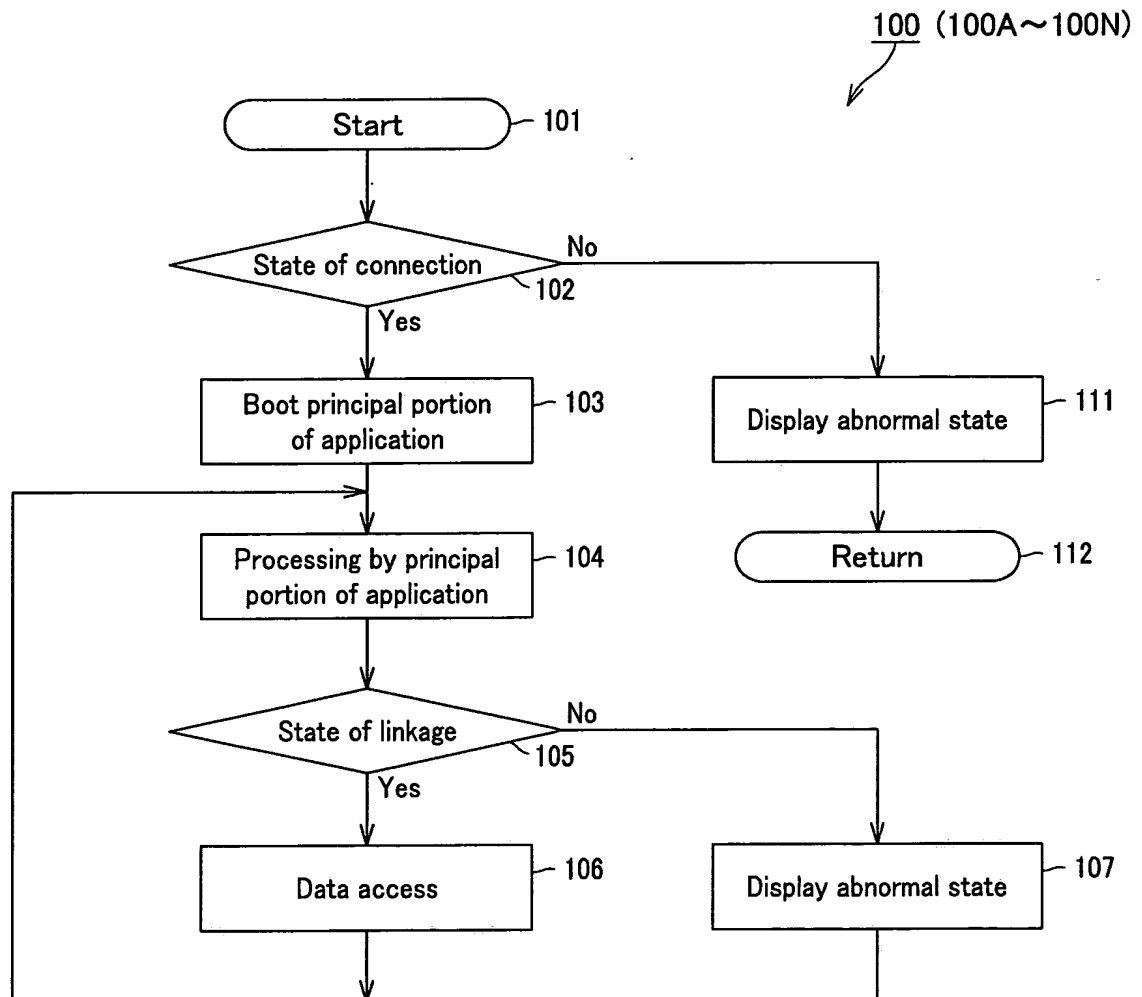 100 (100A～100N)
Start
101
State of connection
102
No
Yes
Boot principal portion
of application
103
Display abnormal state
111
Processing by principal
portion of application
104
Return
112
State of linkage
105
No
Yes
Data access
106
Display abnormal state
107